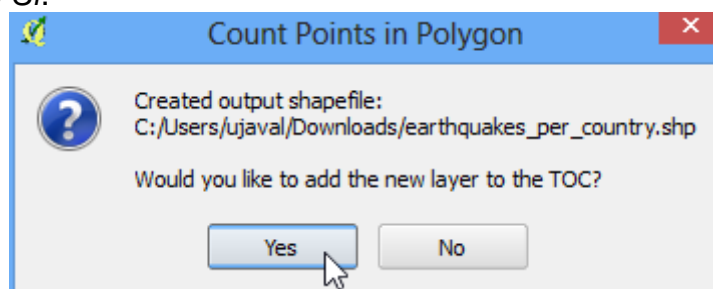 Count Points in Polygon
Created output shapefile:
C:/Users/ujaval/Downloads/earthquakes_per_country.shp
Would you like to add the new layer to the TOC?
Yes
No